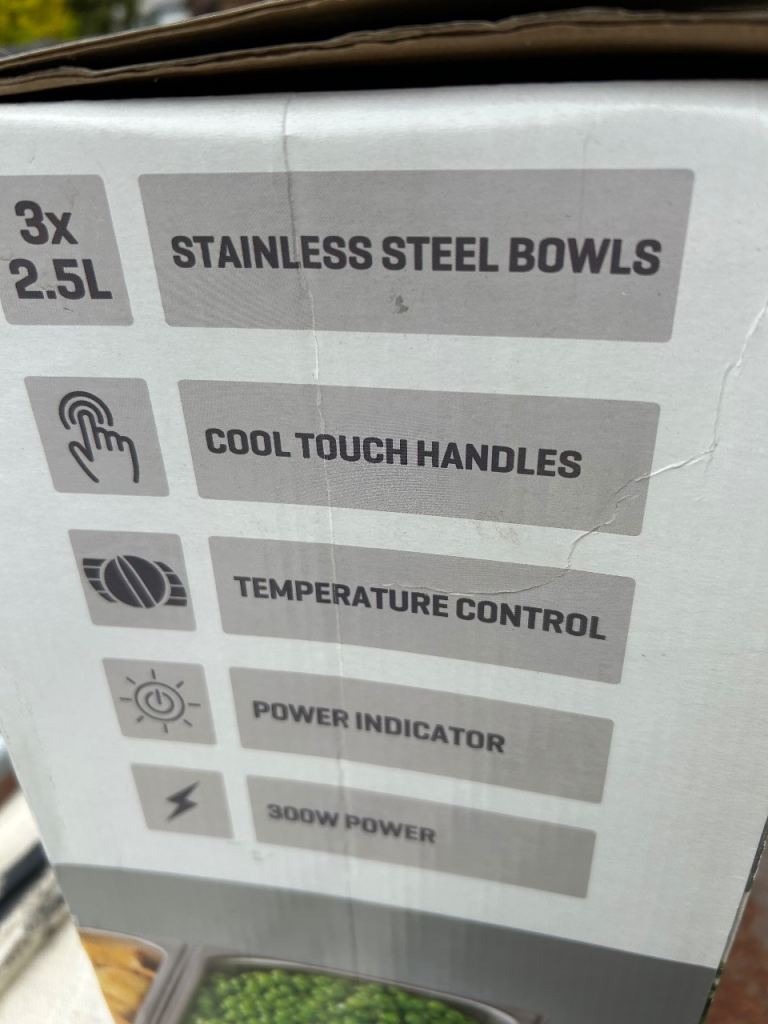 3x
2.5L
STAINLESS STEEL BOWLS
COOL TOUCH HANDLES
TEMPERATURE CONTROL
POWER INDICATOR
300W POWER